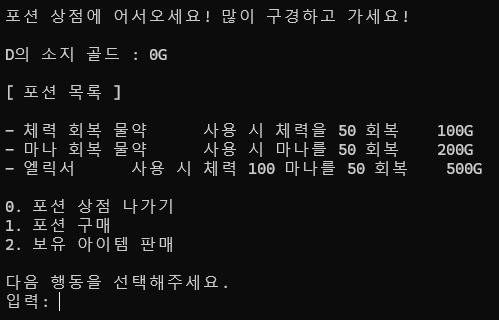 포션 상점에 어서오세요! 많이 구경하고 가세요!
D의 소지 골드 : 0G
[ 포션 목록 ]
- 체력 회복 물약 사용 시 체력을 50 회복 100G
- 마나 회복 물약 사용 시 마나를 50 회복 200G
- 엘릭서 사용 시 체력 100 마나를 50 회복 500G
0. 포션 상점 나가기
1. 포션 구매
2. 보유 아이템 판매
다음 행동을 선택해주세요.
입력: